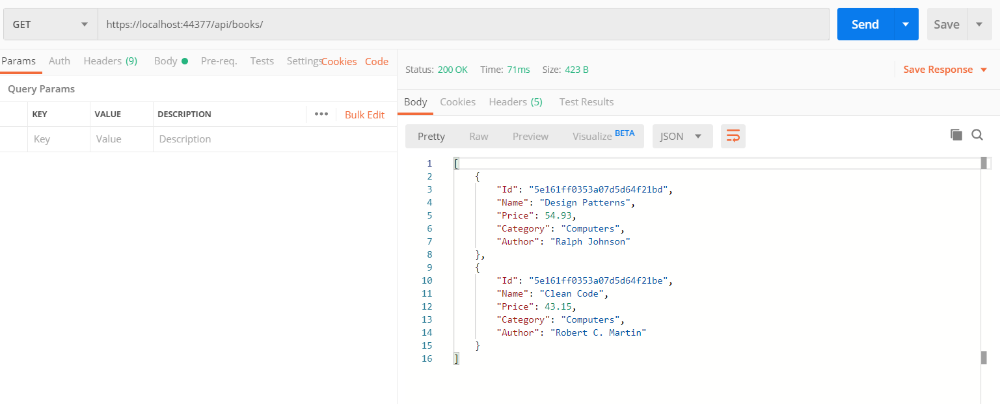 GET https://localhost:44377/api/books/ Send Save
Params Auth Headers (9) Body Pre-req. Tests Settings Cookies Code
Status: 200 OK Time: 71ms Size: 423 B Save Response
Query Params
KEY VALUE DESCRIPTION ••• Bulk Edit
Key Value Description
Body Cookies Headers (5) Test Results
Pretty Raw Preview Visualize BETA JSON
1 [
2 {
3 "Id": "5e161ff0353a07d5d64f21bd",
4 "Name": "Design Patterns",
5 "Price": 54.93,
6 "Category": "Computers",
7 "Author": "Ralph Johnson"
8 },
9 {
10 "Id": "5e161ff0353a07d5d64f21be",
11 "Name": "Clean Code",
12 "Price": 43.15,
13 "Category": "Computers",
14 "Author": "Robert C. Martin"
15 }
16 ]